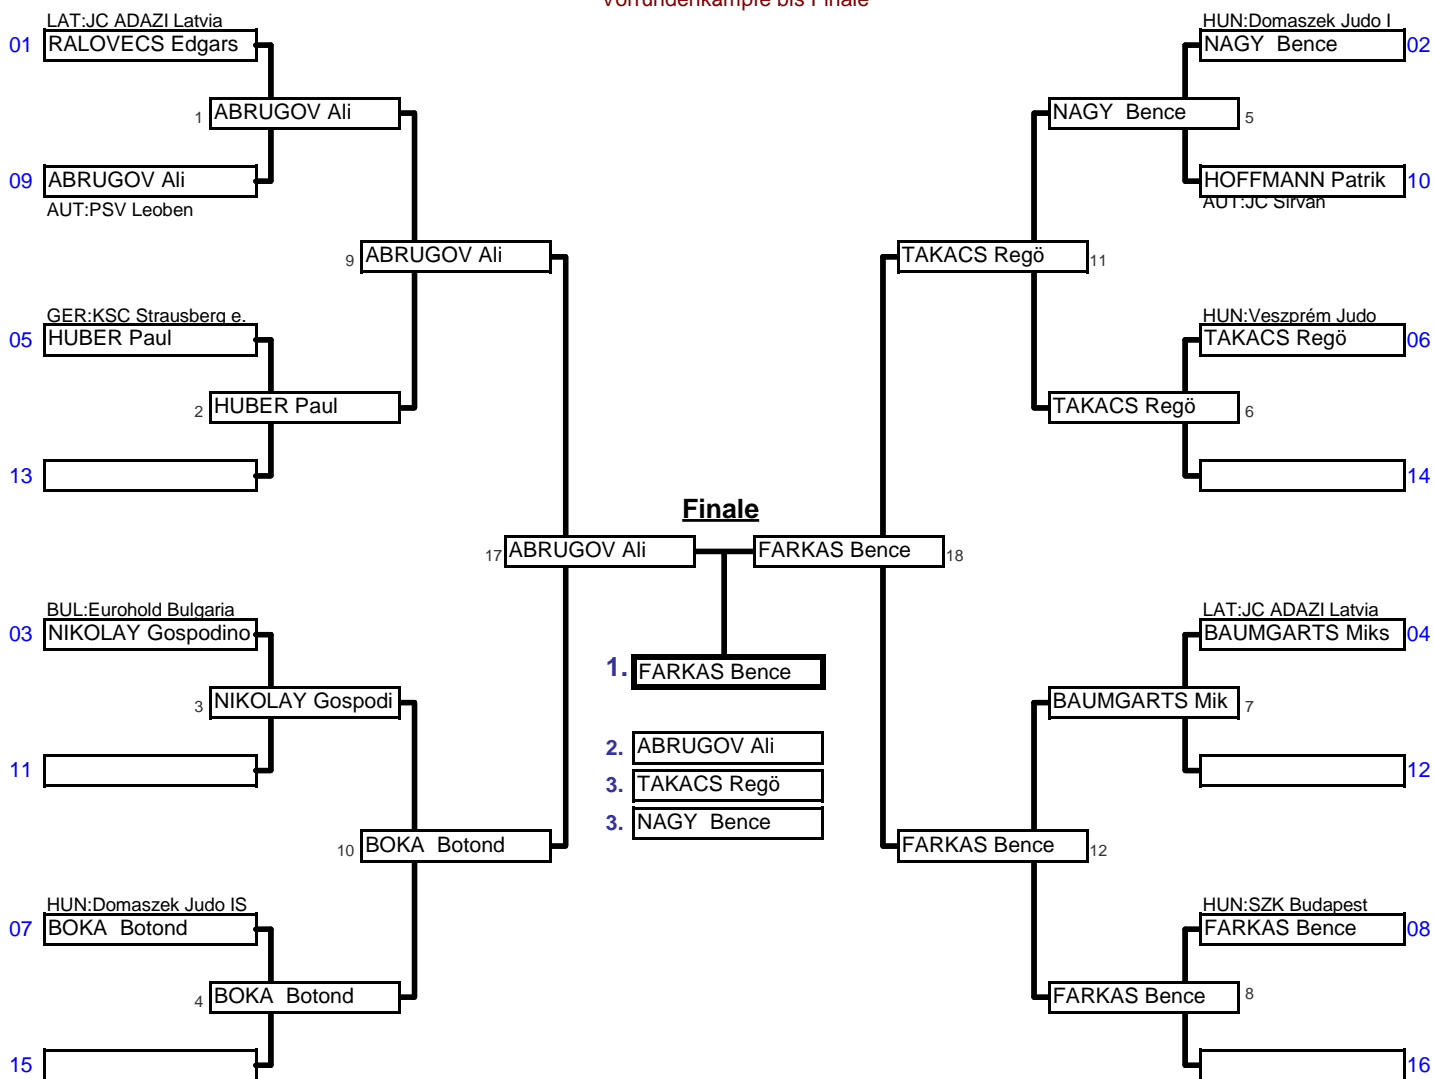 Vorrundenkämpfe bis Finale
LAT:JC ADAZI Latvia
01 RALOVECS Edgars
1 ABRUGOV Ali
09 ABRUGOV Ali
AUT:PSV Leoben
9 ABRUGOV Ali
GER:KSC Strausberg e.
05 HUBER Paul
2 HUBER Paul
13
17 ABRUGOV Ali
BUL:Eurohold Bulgaria
03 NIKOLAY Gospodino
3 NIKOLAY Gospodi
11
10 BOKA Botond
HUN:Domaszek Judo IS
07 BOKA Botond
4 BOKA Botond
15
Finale
1. FARKAS Bence
2. ABRUGOV Ali
3. TAKACS Regö
3. NAGY Bence
HUN:Domaszek Judo I
NAGY Bence 02
NAGY Bence 5
HOFFMANN Patrik 10
AUT:JC Sirvan
TAKACS Regö 11
HUN:Veszprém Judo
TAKACS Regö 06
TAKACS Regö 6
14
FARKAS Bence 18
LAT:JC ADAZI Latvia
BAUMGARTS Miks 04
BAUMGARTS Mik 7
12
FARKAS Bence 12
HUN:SZK Budapest
FARKAS Bence 08
FARKAS Bence 8
16